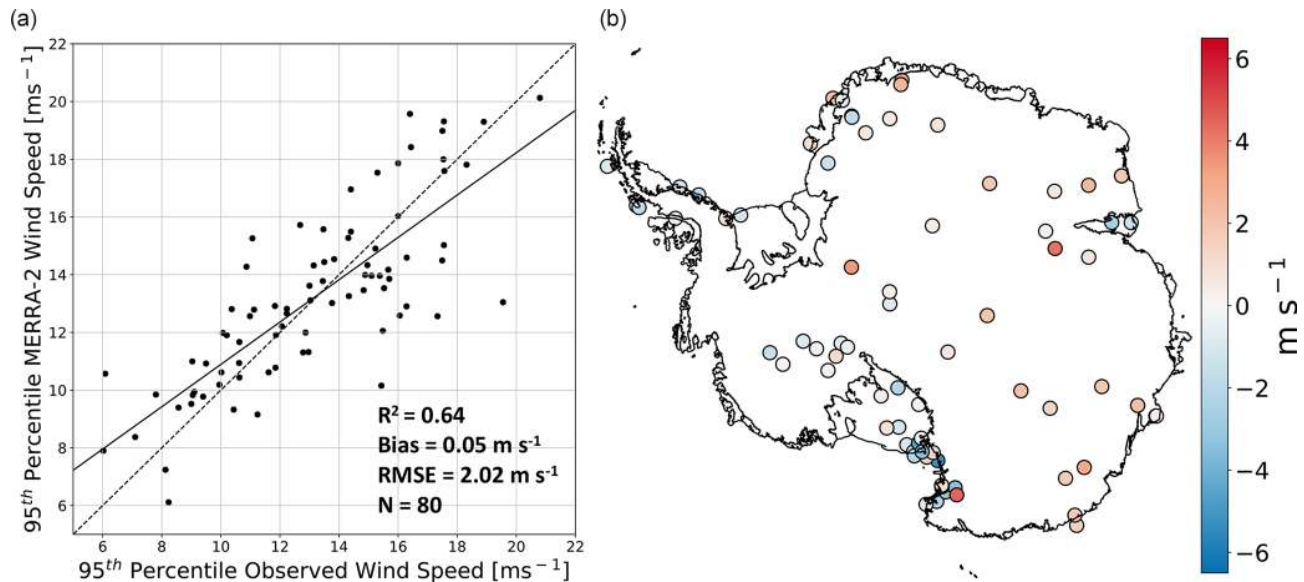 (a)
(b)
95th Percentile MERRA-2 Wind Speed [ms⁻¹]
22
20
18
16
14
12
10
8
6
R² = 0.64
Bias = 0.05 m s⁻¹
RMSE = 2.02 m s⁻¹
N = 80
6 8 10 12 14 16 18 20 22
95th Percentile Observed Wind Speed [ms⁻¹]
6
4
2
0
−2
−4
−6
m s⁻¹